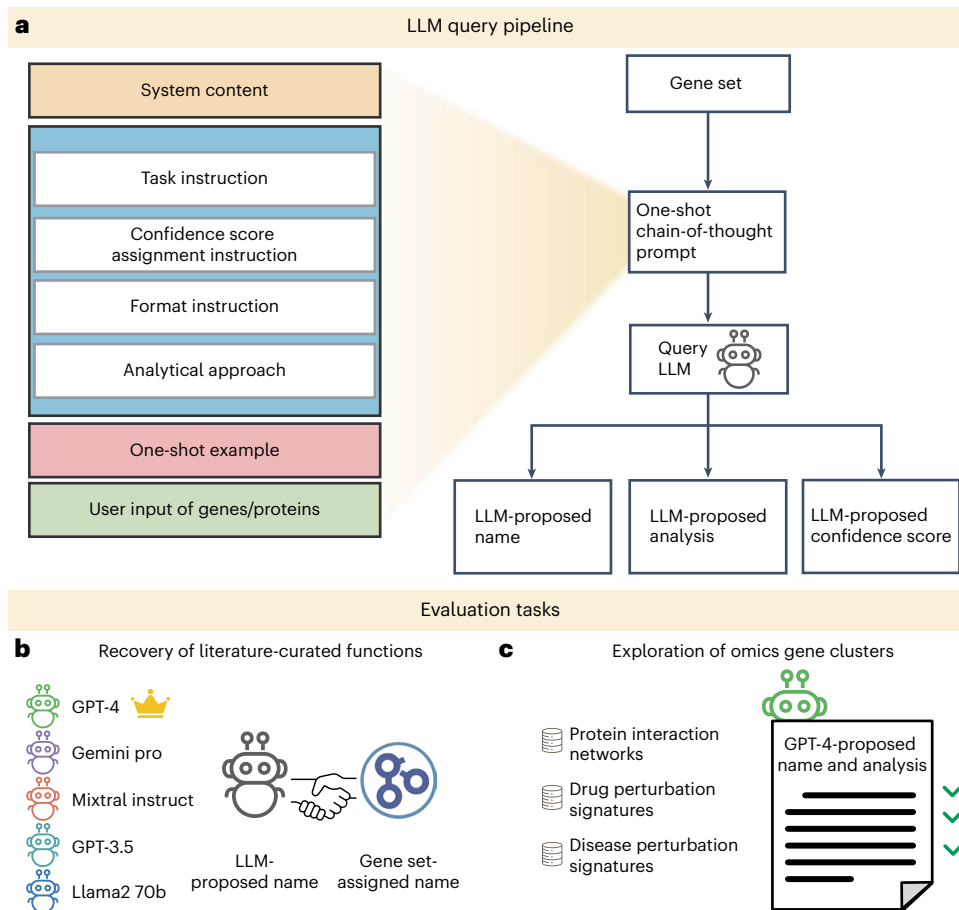 a
LLM query pipeline
System content
Task instruction
Confidence score
assignment instruction
Format instruction
Analytical approach
One-shot example
User input of genes/proteins
Gene set
One-shot
chain-of-thought
prompt
Query
LLM
LLM-proposed
name
LLM-proposed
analysis
LLM-proposed
confidence score
Evaluation tasks
b
Recovery of literature-curated functions
GPT-4
Gemini pro
Mixtral instruct
GPT-3.5
Llama2 70b
LLM-
proposed name
Gene set-
assigned name
c
Exploration of omics gene clusters
Protein interaction
networks
Drug perturbation
signatures
Disease perturbation
signatures
GPT-4-proposed
name and analysis